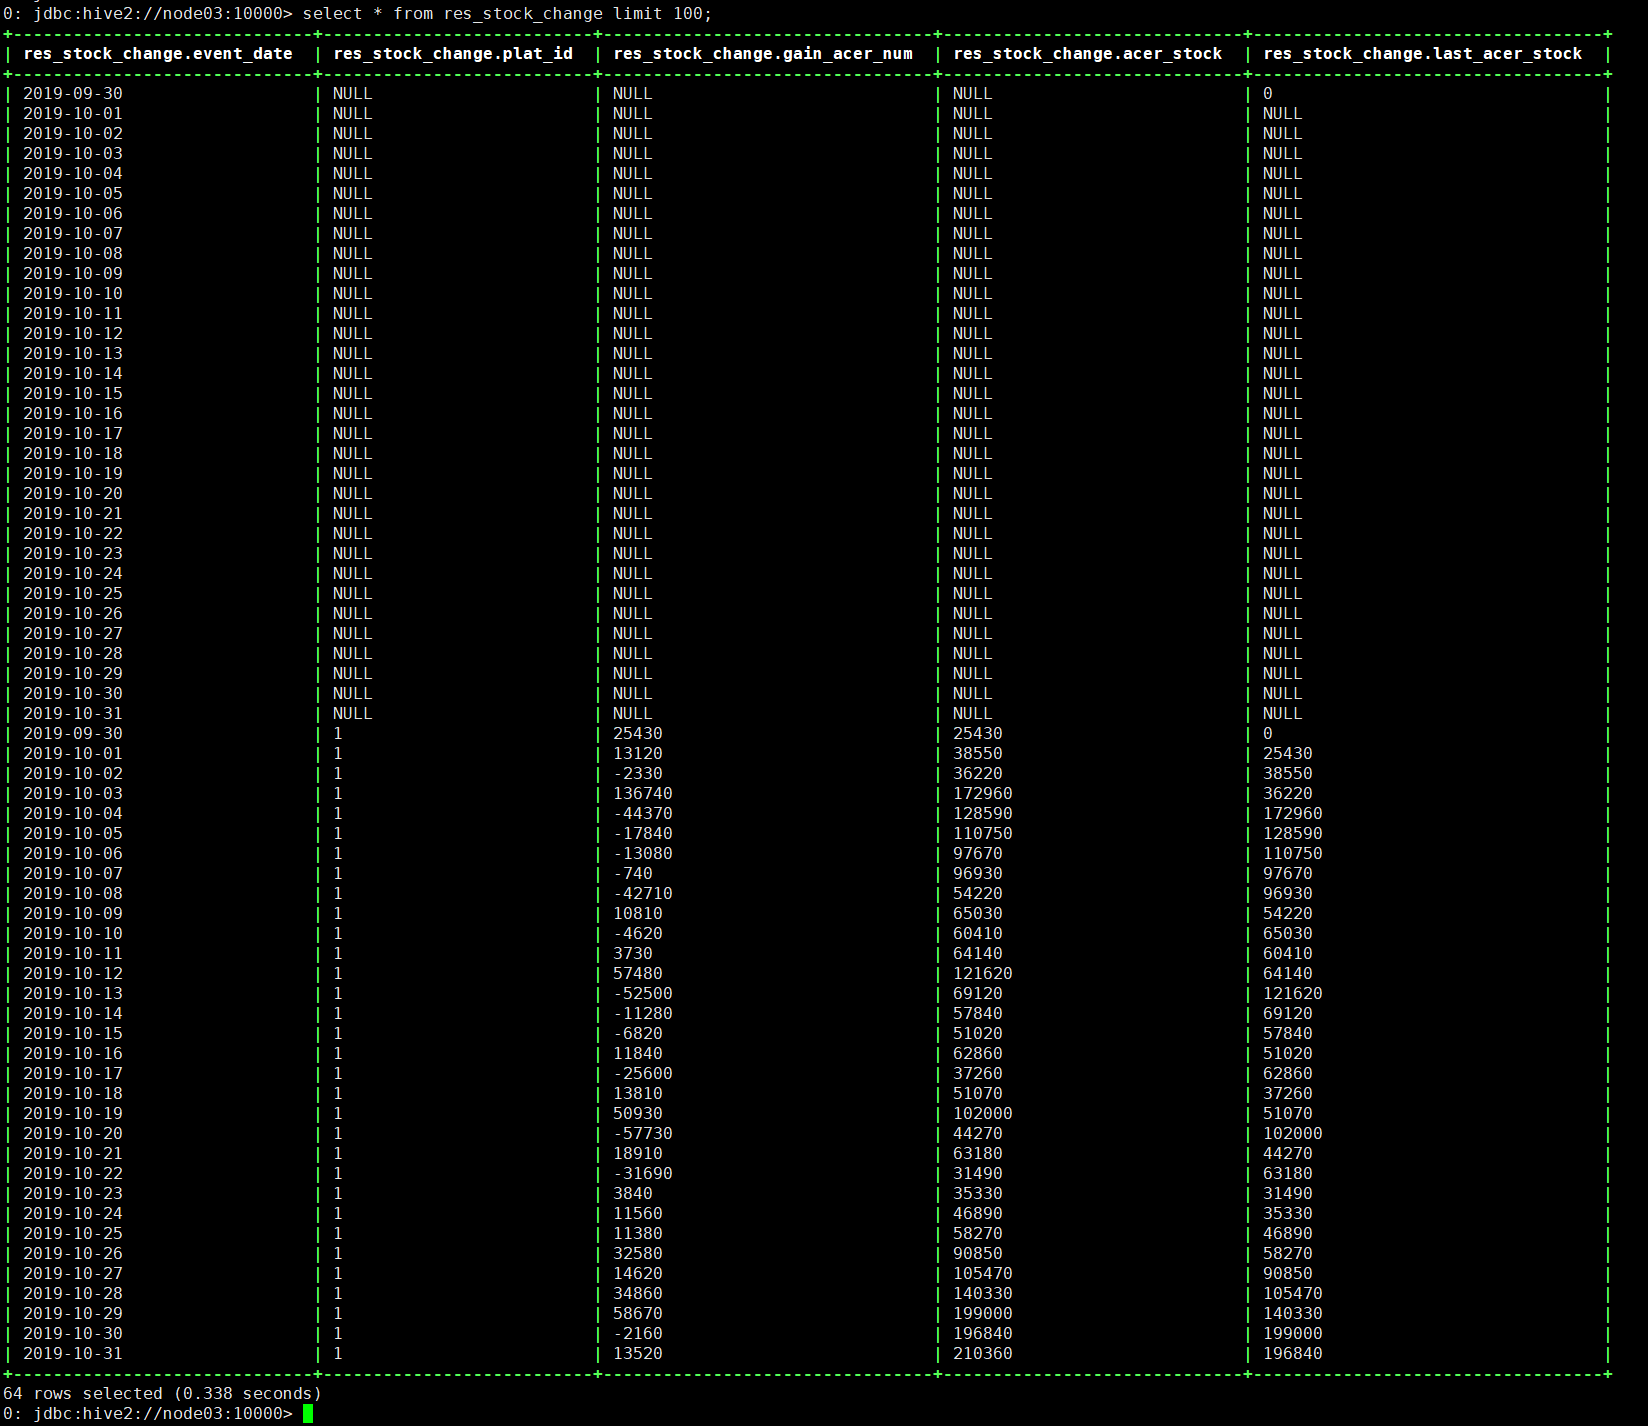 0: jdbc:hive2://node03:10000> select * from res_stock_change limit 100;
+------------------------------+---------------------------+---------------------------------+------------------------------+-----------------------------------+
| res_stock_change.event_date | res_stock_change.plat_id | res_stock_change.gain_acer_num | res_stock_change.acer_stock | res_stock_change.last_acer_stock |
+------------------------------+---------------------------+---------------------------------+------------------------------+-----------------------------------+
| 2019-09-30 | NULL | NULL | NULL | 0 |
| 2019-10-01 | NULL | NULL | NULL | NULL |
| 2019-10-02 | NULL | NULL | NULL | NULL |
| 2019-10-03 | NULL | NULL | NULL | NULL |
| 2019-10-04 | NULL | NULL | NULL | NULL |
| 2019-10-05 | NULL | NULL | NULL | NULL |
| 2019-10-06 | NULL | NULL | NULL | NULL |
| 2019-10-07 | NULL | NULL | NULL | NULL |
| 2019-10-08 | NULL | NULL | NULL | NULL |
| 2019-10-09 | NULL | NULL | NULL | NULL |
| 2019-10-10 | NULL | NULL | NULL | NULL |
| 2019-10-11 | NULL | NULL | NULL | NULL |
| 2019-10-12 | NULL | NULL | NULL | NULL |
| 2019-10-13 | NULL | NULL | NULL | NULL |
| 2019-10-14 | NULL | NULL | NULL | NULL |
| 2019-10-15 | NULL | NULL | NULL | NULL |
| 2019-10-16 | NULL | NULL | NULL | NULL |
| 2019-10-17 | NULL | NULL | NULL | NULL |
| 2019-10-18 | NULL | NULL | NULL | NULL |
| 2019-10-19 | NULL | NULL | NULL | NULL |
| 2019-10-20 | NULL | NULL | NULL | NULL |
| 2019-10-21 | NULL | NULL | NULL | NULL |
| 2019-10-22 | NULL | NULL | NULL | NULL |
| 2019-10-23 | NULL | NULL | NULL | NULL |
| 2019-10-24 | NULL | NULL | NULL | NULL |
| 2019-10-25 | NULL | NULL | NULL | NULL |
| 2019-10-26 | NULL | NULL | NULL | NULL |
| 2019-10-27 | NULL | NULL | NULL | NULL |
| 2019-10-28 | NULL | NULL | NULL | NULL |
| 2019-10-29 | NULL | NULL | NULL | NULL |
| 2019-10-30 | NULL | NULL | NULL | NULL |
| 2019-10-31 | NULL | NULL | NULL | NULL |
| 2019-09-30 | 1 | 25430 | 25430 | 0 |
| 2019-10-01 | 1 | 13120 | 38550 | 25430 |
| 2019-10-02 | 1 | -2330 | 36220 | 38550 |
| 2019-10-03 | 1 | 136740 | 172960 | 36220 |
| 2019-10-04 | 1 | -44370 | 128590 | 172960 |
| 2019-10-05 | 1 | -17840 | 110750 | 128590 |
| 2019-10-06 | 1 | -13080 | 97670 | 110750 |
| 2019-10-07 | 1 | -740 | 96930 | 97670 |
| 2019-10-08 | 1 | -42710 | 54220 | 96930 |
| 2019-10-09 | 1 | 10810 | 65030 | 54220 |
| 2019-10-10 | 1 | -4620 | 60410 | 65030 |
| 2019-10-11 | 1 | 3730 | 64140 | 60410 |
| 2019-10-12 | 1 | 57480 | 121620 | 64140 |
| 2019-10-13 | 1 | -52500 | 69120 | 121620 |
| 2019-10-14 | 1 | -11280 | 57840 | 69120 |
| 2019-10-15 | 1 | -6820 | 51020 | 57840 |
| 2019-10-16 | 1 | 11840 | 62860 | 51020 |
| 2019-10-17 | 1 | -25600 | 37260 | 62860 |
| 2019-10-18 | 1 | 13810 | 51070 | 37260 |
| 2019-10-19 | 1 | 50930 | 102000 | 51070 |
| 2019-10-20 | 1 | -57730 | 44270 | 102000 |
| 2019-10-21 | 1 | 18910 | 63180 | 44270 |
| 2019-10-22 | 1 | -31690 | 31490 | 63180 |
| 2019-10-23 | 1 | 3840 | 35330 | 31490 |
| 2019-10-24 | 1 | 11560 | 46890 | 35330 |
| 2019-10-25 | 1 | 11380 | 58270 | 46890 |
| 2019-10-26 | 1 | 32580 | 90850 | 58270 |
| 2019-10-27 | 1 | 14620 | 105470 | 90850 |
| 2019-10-28 | 1 | 34860 | 140330 | 105470 |
| 2019-10-29 | 1 | 58670 | 199000 | 140330 |
| 2019-10-30 | 1 | -2160 | 196840 | 199000 |
| 2019-10-31 | 1 | 13520 | 210360 | 196840 |
+------------------------------+---------------------------+---------------------------------+------------------------------+-----------------------------------+
64 rows selected (0.338 seconds)
0: jdbc:hive2://node03:10000>